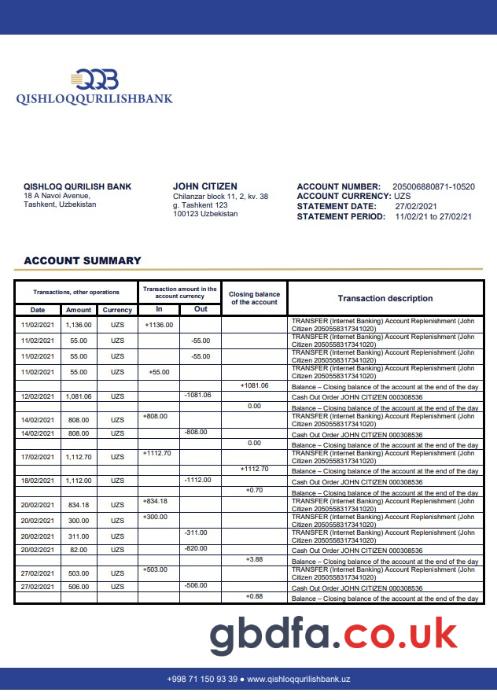 QQB
QISHLOQQURILISHBANK
QISHLOQ QURILISH BANK
18 A Navoi Avenue,
Tashkent, Uzbekistan
JOHN CITIZEN
Chilanzar block 11, 2, kv. 38
g. Tashkent 123
100123 Uzbekistan
ACCOUNT NUMBER: 205006880871-10520
ACCOUNT CURRENCY: UZS
STATEMENT DATE: 27/02/2021
STATEMENT PERIOD: 11/02/21 to 27/02/21
ACCOUNT SUMMARY
Transactions, other operations
Transaction amount in the
account currency
Closing balance
of the account
Transaction description
Date Amount Currency In Out
11/02/2021 1,136.00 UZS +1136.00 TRANSFER (Internet Banking) Account Replenishment (John
Citizen 2050558317341020)
11/02/2021 55.00 UZS -55.00 TRANSFER (Internet Banking) Account Replenishment (John
Citizen 2050558317341020)
11/02/2021 55.00 UZS -55.00 TRANSFER (Internet Banking) Account Replenishment (John
Citizen 2050558317341020)
11/02/2021 55.00 UZS +55.00 TRANSFER (Internet Banking) Account Replenishment (John
Citizen 2050558317341020)
+1081.06 Balance – Closing balance of the account at the end of the day
12/02/2021 1,081.06 UZS -1081.06 Cash Out Order JOHN CITIZEN 000308536
0.00 Balance – Closing balance of the account at the end of the day
14/02/2021 808.00 UZS +808.00 TRANSFER (Internet Banking) Account Replenishment (John
Citizen 2050558317341020)
14/02/2021 808.00 UZS -808.00 Cash Out Order JOHN CITIZEN 000308536
0.00 Balance – Closing balance of the account at the end of the day
17/02/2021 1,112.70 UZS +1112.70 TRANSFER (Internet Banking) Account Replenishment (John
Citizen 2050558317341020)
+1112.70 Balance – Closing balance of the account at the end of the day
18/02/2021 1,112.00 UZS -1112.00 Cash Out Order JOHN CITIZEN 000308536
+0.70 Balance – Closing balance of the account at the end of the day
20/02/2021 834.18 UZS +834.18 TRANSFER (Internet Banking) Account Replenishment (John
Citizen 2050558317341020)
20/02/2021 300.00 UZS +300.00 TRANSFER (Internet Banking) Account Replenishment (John
Citizen 2050558317341020)
20/02/2021 311.00 UZS -311.00 TRANSFER (Internet Banking) Account Replenishment (John
Citizen 2050558317341020)
20/02/2021 82.00 UZS -820.00 Cash Out Order JOHN CITIZEN 000308536
+3.88 Balance – Closing balance of the account at the end of the day
27/02/2021 503.00 UZS +503.00 TRANSFER (Internet Banking) Account Replenishment (John
Citizen 2050558317341020)
27/02/2021 506.00 UZS -506.00 Cash Out Order JOHN CITIZEN 000308536
+0.88 Balance – Closing balance of the account at the end of the day
gbdfa.co.uk
+998 71 150 93 39 ● www.qishloqqurilishbank.uz